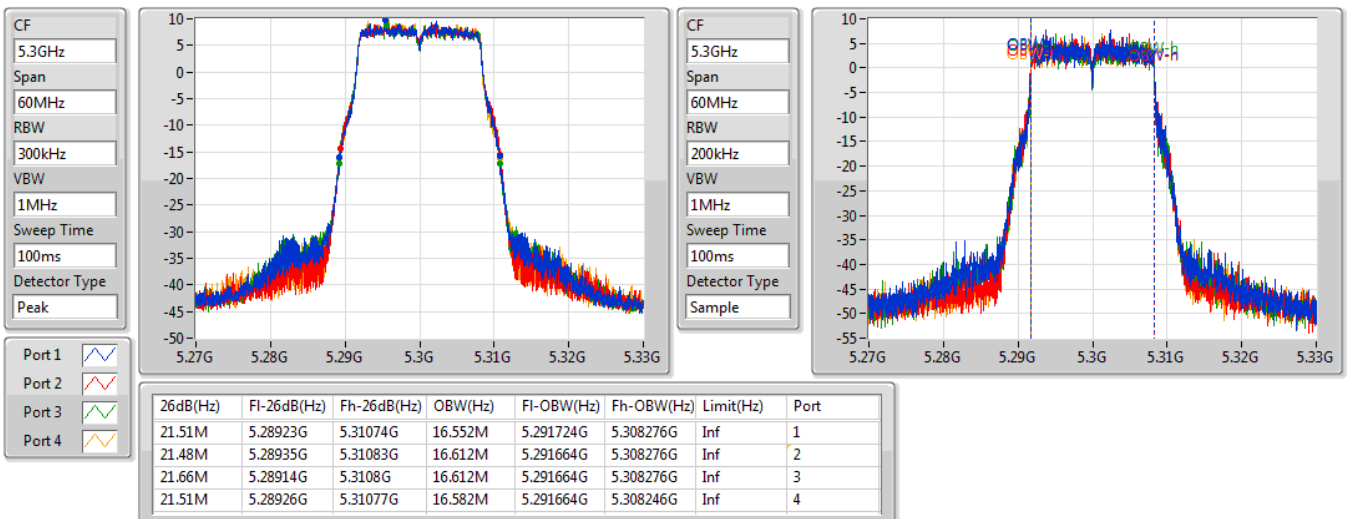 CF
5.3GHz
Span
60MHz
RBW
300kHz
VBW
1MHz
Sweep Time
100ms
Detector Type
Peak
Port 1
Port 2
Port 3
Port 4
10
5
0
-5
-10
-15
-20
-25
-30
-35
-40
-45
-50
5.27G 5.28G 5.29G 5.3G 5.31G 5.32G 5.33G
CF
5.3GHz
Span
60MHz
RBW
200kHz
VBW
1MHz
Sweep Time
100ms
Detector Type
Sample
10
5
0
-5
-10
-15
-20
-25
-30
-35
-40
-45
-50
-55
5.27G 5.28G 5.29G 5.3G 5.31G 5.32G 5.33G
26dB(Hz) Fl-26dB(Hz) Fh-26dB(Hz) OBW(Hz) Fl-OBW(Hz) Fh-OBW(Hz) Limit(Hz) Port
21.51M 5.28923G 5.31074G 16.552M 5.291724G 5.308276G Inf 1
21.48M 5.28935G 5.31083G 16.612M 5.291664G 5.308276G Inf 2
21.66M 5.28914G 5.3108G 16.612M 5.291664G 5.308276G Inf 3
21.51M 5.28926G 5.31077G 16.582M 5.291664G 5.308246G Inf 4